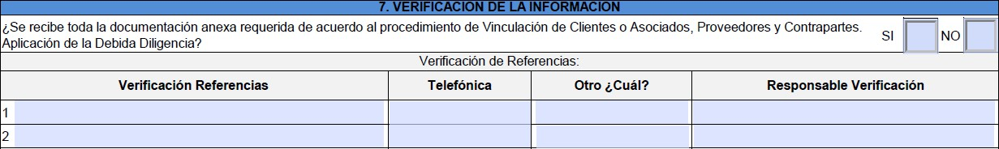 7. VERIFICACION DE LA INFORMACION
¿Se recibe toda la documentación anexa requerida de acuerdo al procedimiento de Vinculación de Clientes o Asociados, Proveedores y Contrapartes. SI NO
Aplicación de la Debida Diligencia?
Verificación de Referencias:
Verificación Referencias Telefónica Otro ¿Cuál? Responsable Verificación
1
2